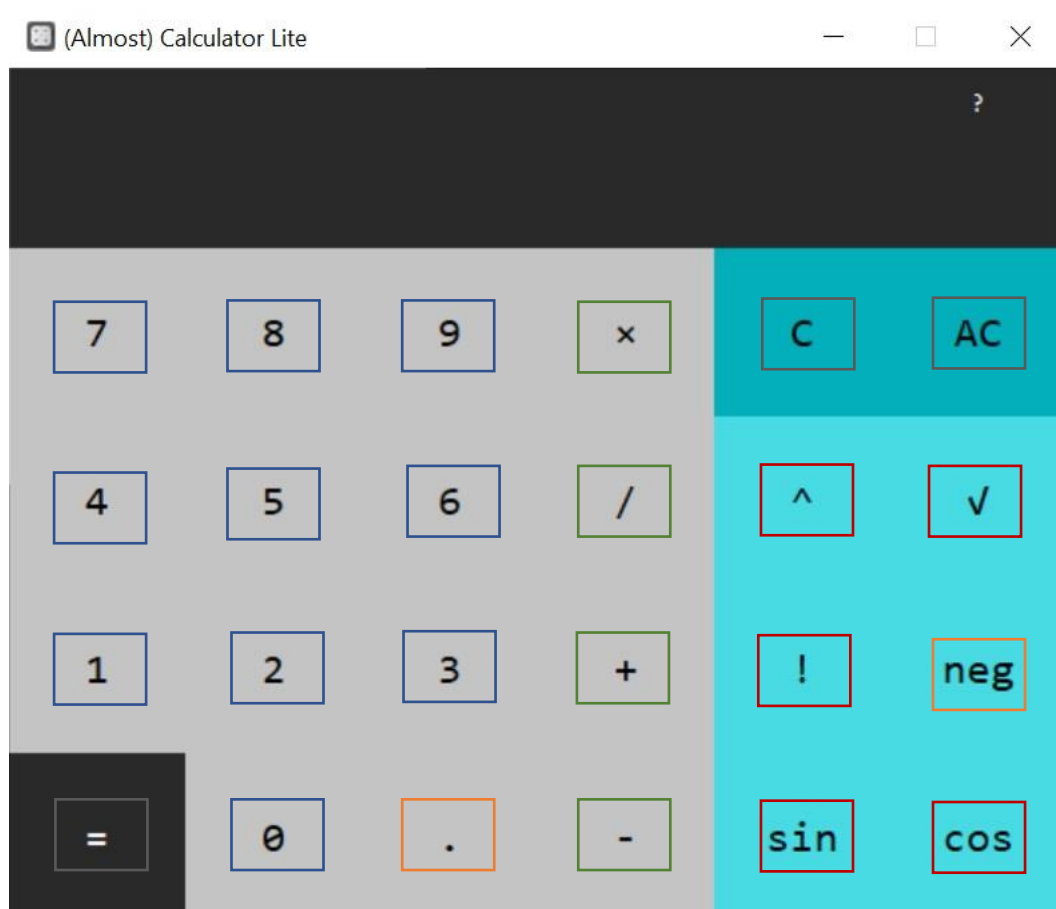 (Almost) Calculator Lite
?
7 8 9 × C AC
4 5 6 / ^ √
1 2 3 + ! neg
= 0 . - sin cos